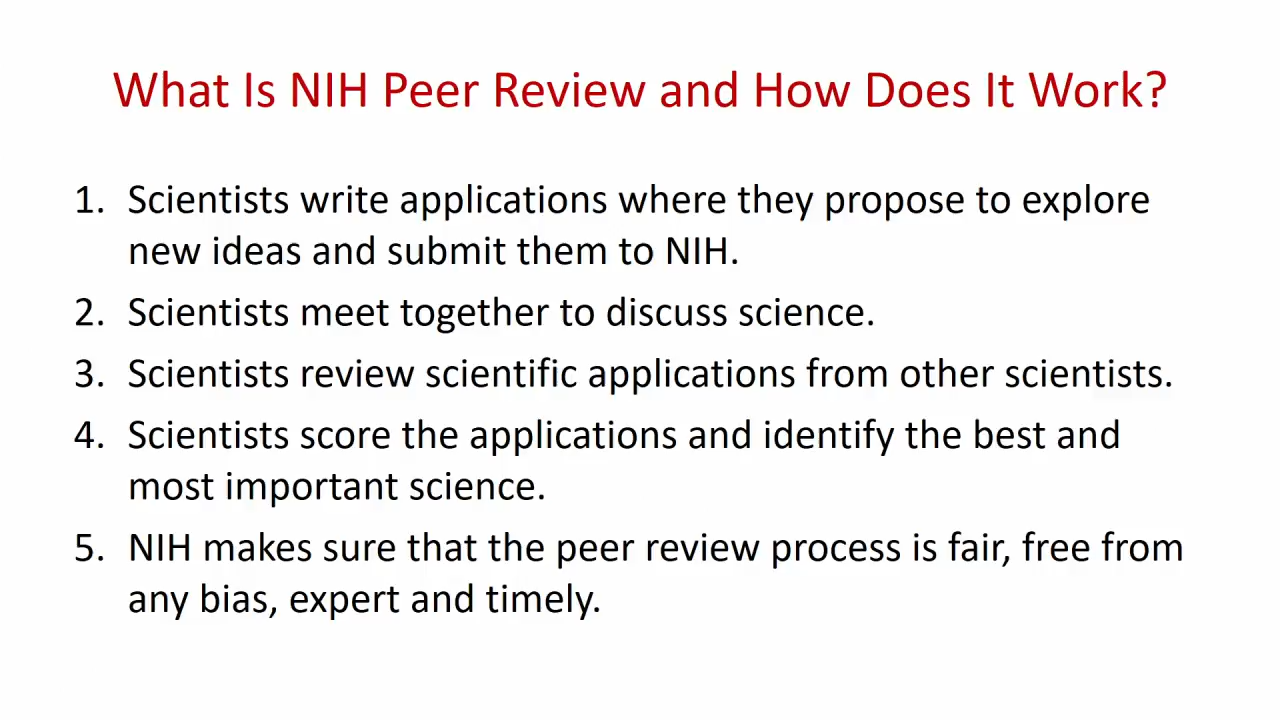 What Is NIH Peer Review and How Does It Work?
1. Scientists write applications where they propose to explore
new ideas and submit them to NIH.
2. Scientists meet together to discuss science.
3. Scientists review scientific applications from other scientists.
4. Scientists score the applications and identify the best and
most important science.
5. NIH makes sure that the peer review process is fair, free from
any bias, expert and timely.